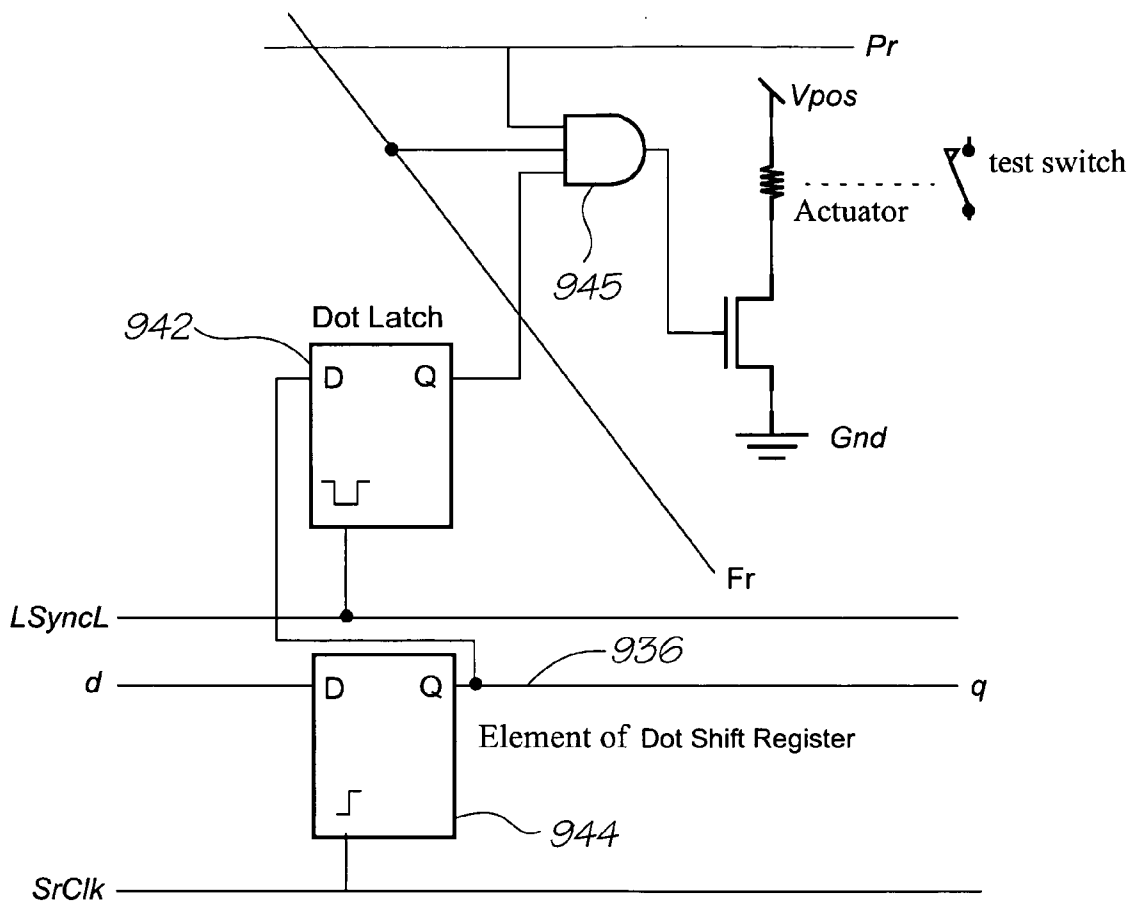 Pr
Vpos
test switch
Actuator
945
942
Dot Latch
D Q
Gnd
Fr
LSyncL
936
d
D Q
q
Element of Dot Shift Register
944
SrClk